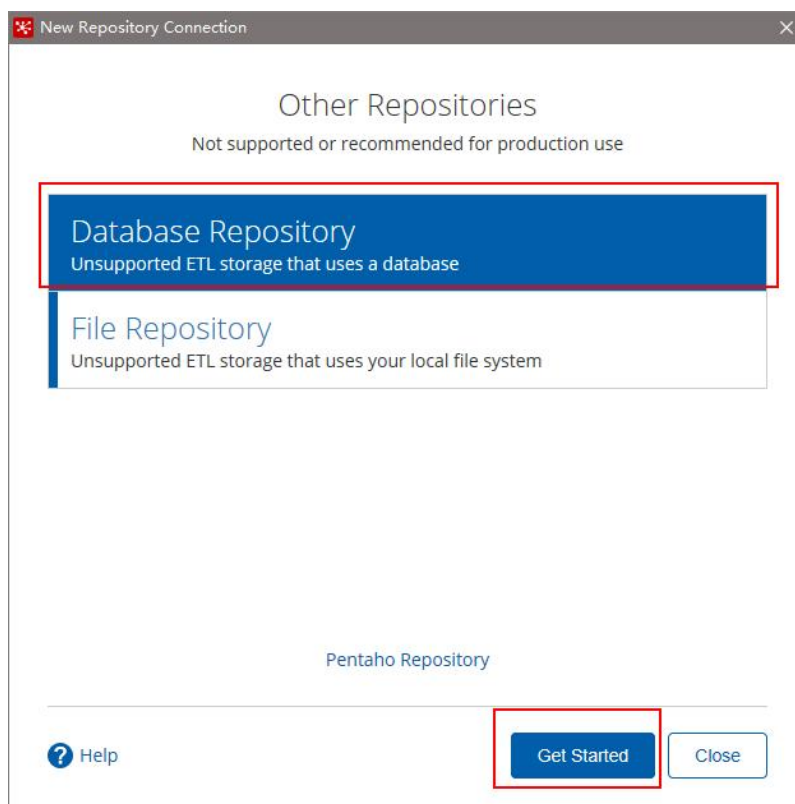 New Repository Connection
Other Repositories
Not supported or recommended for production use
Database Repository
Unsupported ETL storage that uses a database
File Repository
Unsupported ETL storage that uses your local file system
Pentaho Repository
? Help
Get Started
Close